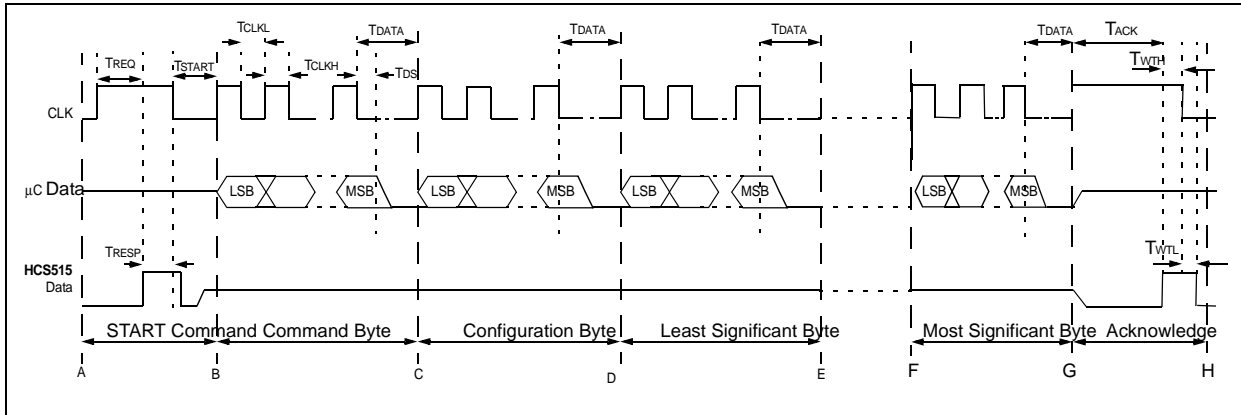 TCLKL TDATA TDATA TDATA TDATA TACK
TREQ TSTART TCLKH TDS TWTH
CLK
μC Data LSB MSB LSB MSB LSB MSB LSB MSB
TRESP TWTL
HCS515
Data
START Command Command Byte Configuration Byte Least Significant Byte Most Significant Byte Acknowledge
A B C D E F G H